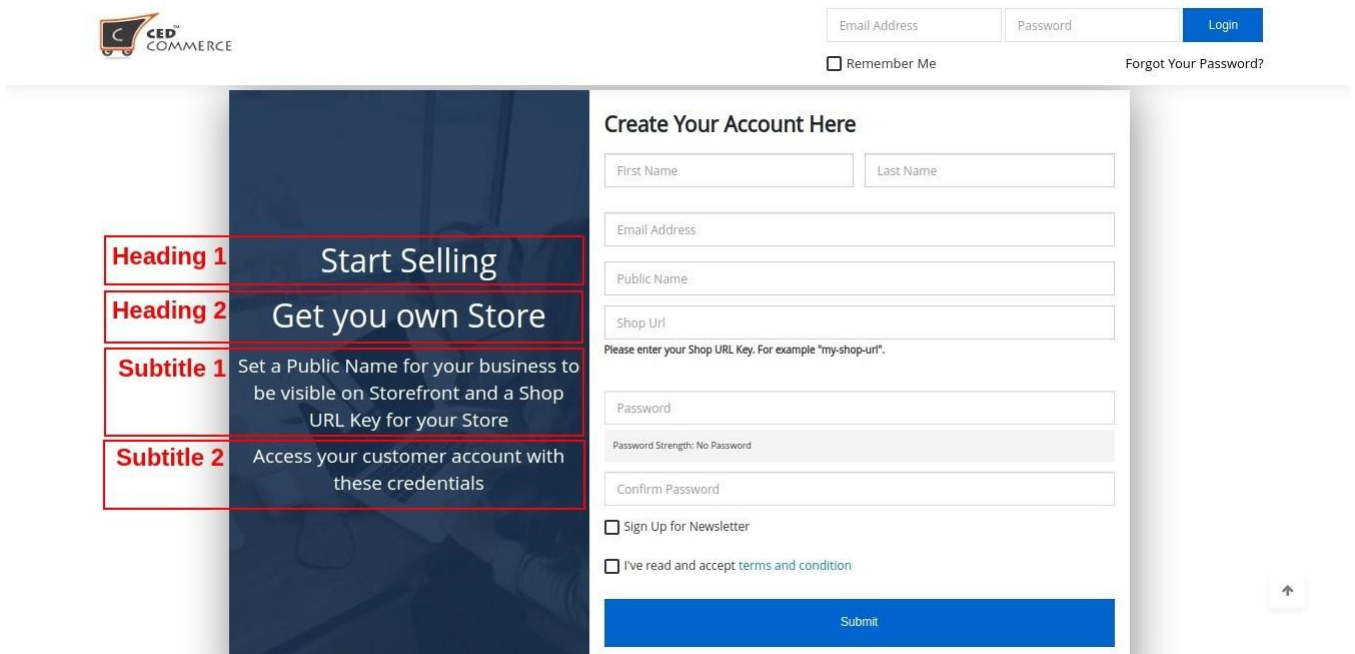 C CED™
COMMERCE
Email Address Password Login
Remember Me Forgot Your Password?
Heading 1 Start Selling
Heading 2 Get you own Store
Subtitle 1 Set a Public Name for your business to
be visible on Storefront and a Shop
URL Key for your Store
Subtitle 2 Access your customer account with
these credentials
Create Your Account Here
First Name Last Name
Email Address
Public Name
Shop Url
Please enter your Shop URL Key. For example "my-shop-url".
Password
Password Strength: No Password
Confirm Password
Sign Up for Newsletter
I've read and accept terms and condition
Submit